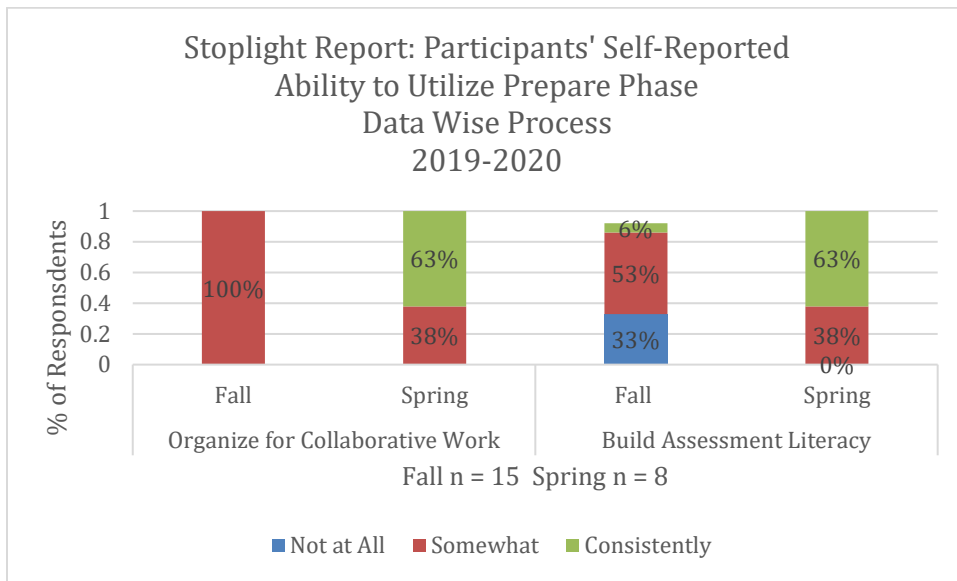 Stoplight Report: Participants' Self-Reported
Ability to Utilize Prepare Phase
Data Wise Process
2019-2020
% of Responsdents
1
0.8
0.6
0.4
0.2
0
100%
63%
38%
6%
53%
33%
63%
38%
0%
Fall
Spring
Fall
Spring
Organize for Collaborative Work
Build Assessment Literacy
Fall n = 15 Spring n = 8
Not at All
Somewhat
Consistently